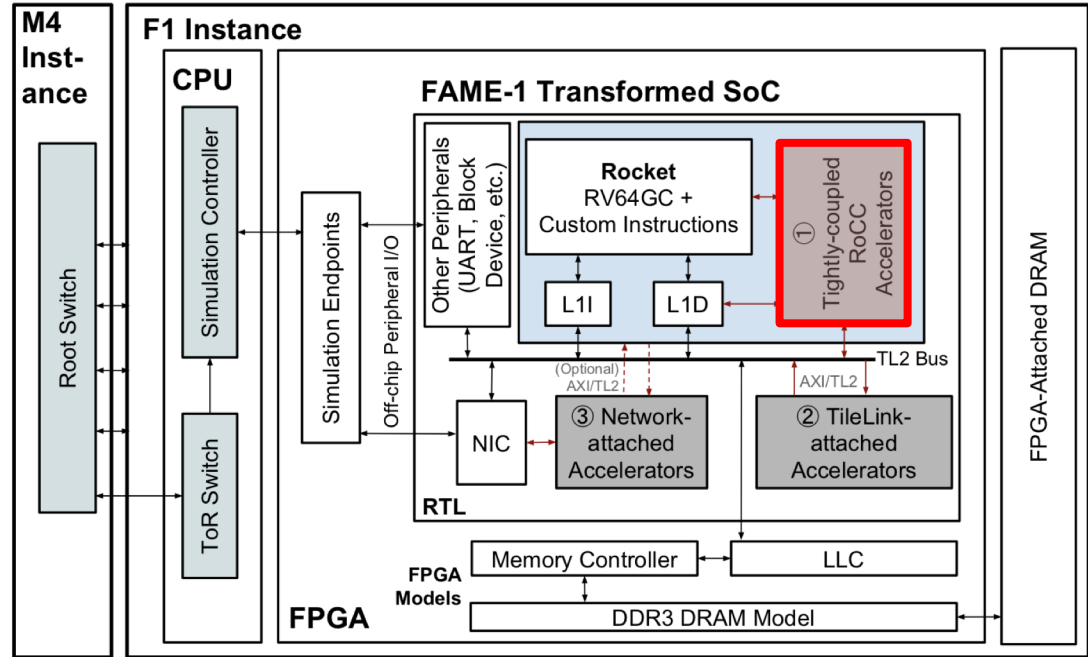 M4
Inst-
ance
Root Switch
F1 Instance
CPU
Simulation Controller
ToR Switch
Simulation Endpoints
Off-chip Peripheral I/O
FAME-1 Transformed SoC
Other Peripherals
(UART, Block
Device, etc.)
Rocket
RV64GC +
Custom Instructions
①
Tightly-coupled
RoCC
Accelerators
L1I
L1D
TL2 Bus
(Optional)
AXI/TL2
AXI/TL2
NIC
③ Network-
attached
Accelerators
② TileLink-
attached
Accelerators
RTL
Memory Controller
LLC
FPGA
Models
DDR3 DRAM Model
FPGA
FPGA-Attached DRAM